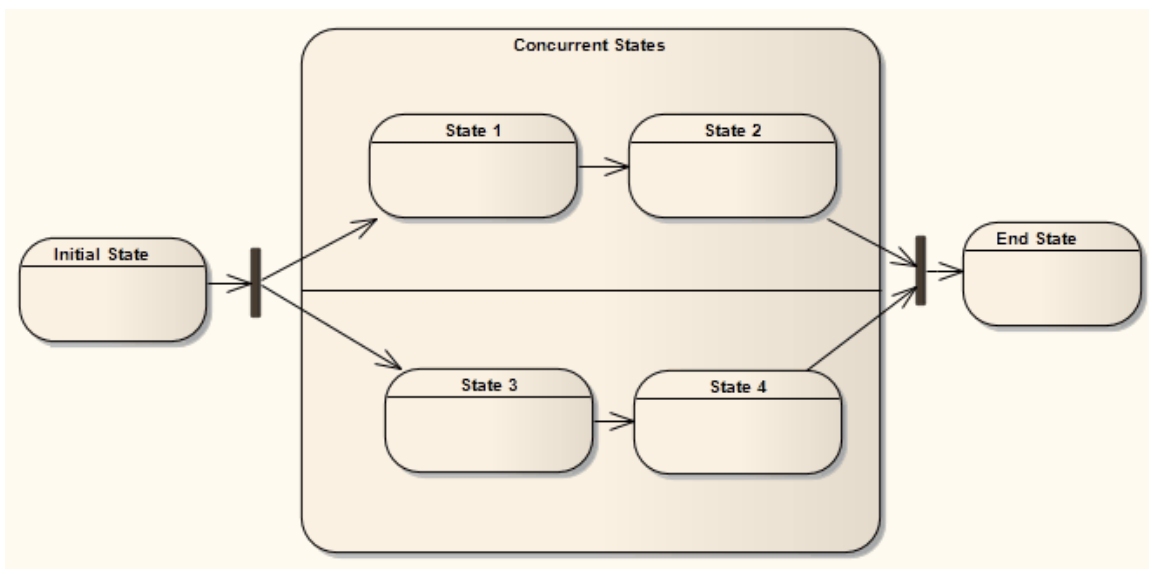 Concurrent States
State 1
State 2
Initial State
End State
State 3
State 4